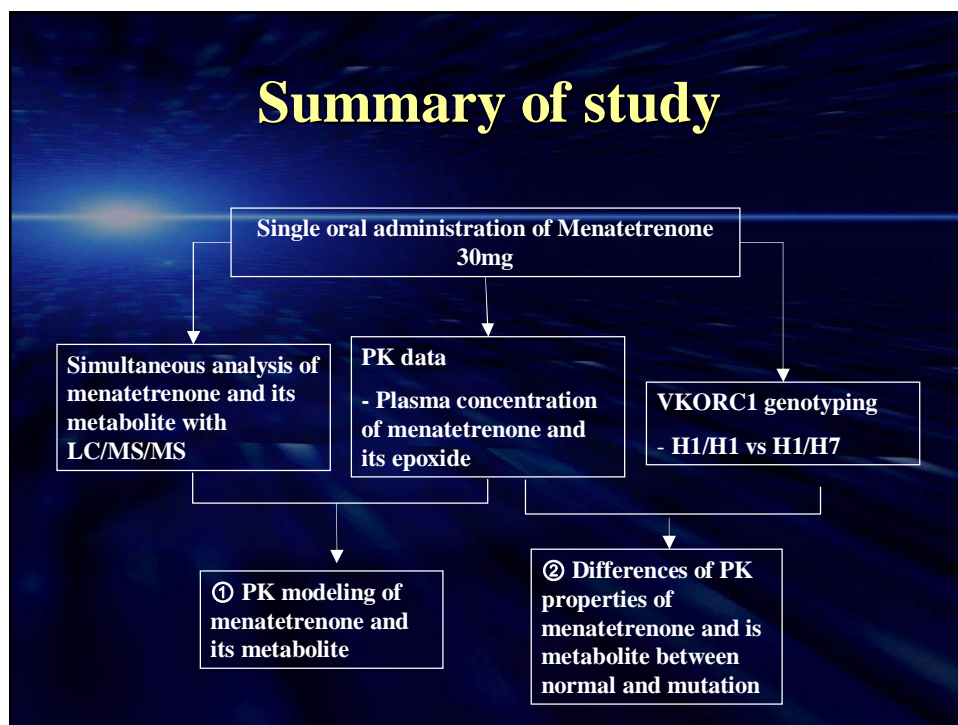 Summary of study
Single oral administration of Menatetrenone
30mg
Simultaneous analysis of
menatetrenone and its
metabolite with
LC/MS/MS
PK data
- Plasma concentration
of menatetrenone and
its epoxide
VKORC1 genotyping
- H1/H1 vs H1/H7
① PK modeling of
menatetrenone and
its metabolite
② Differences of PK
properties of
menatetrenone and is
metabolite between
normal and mutation